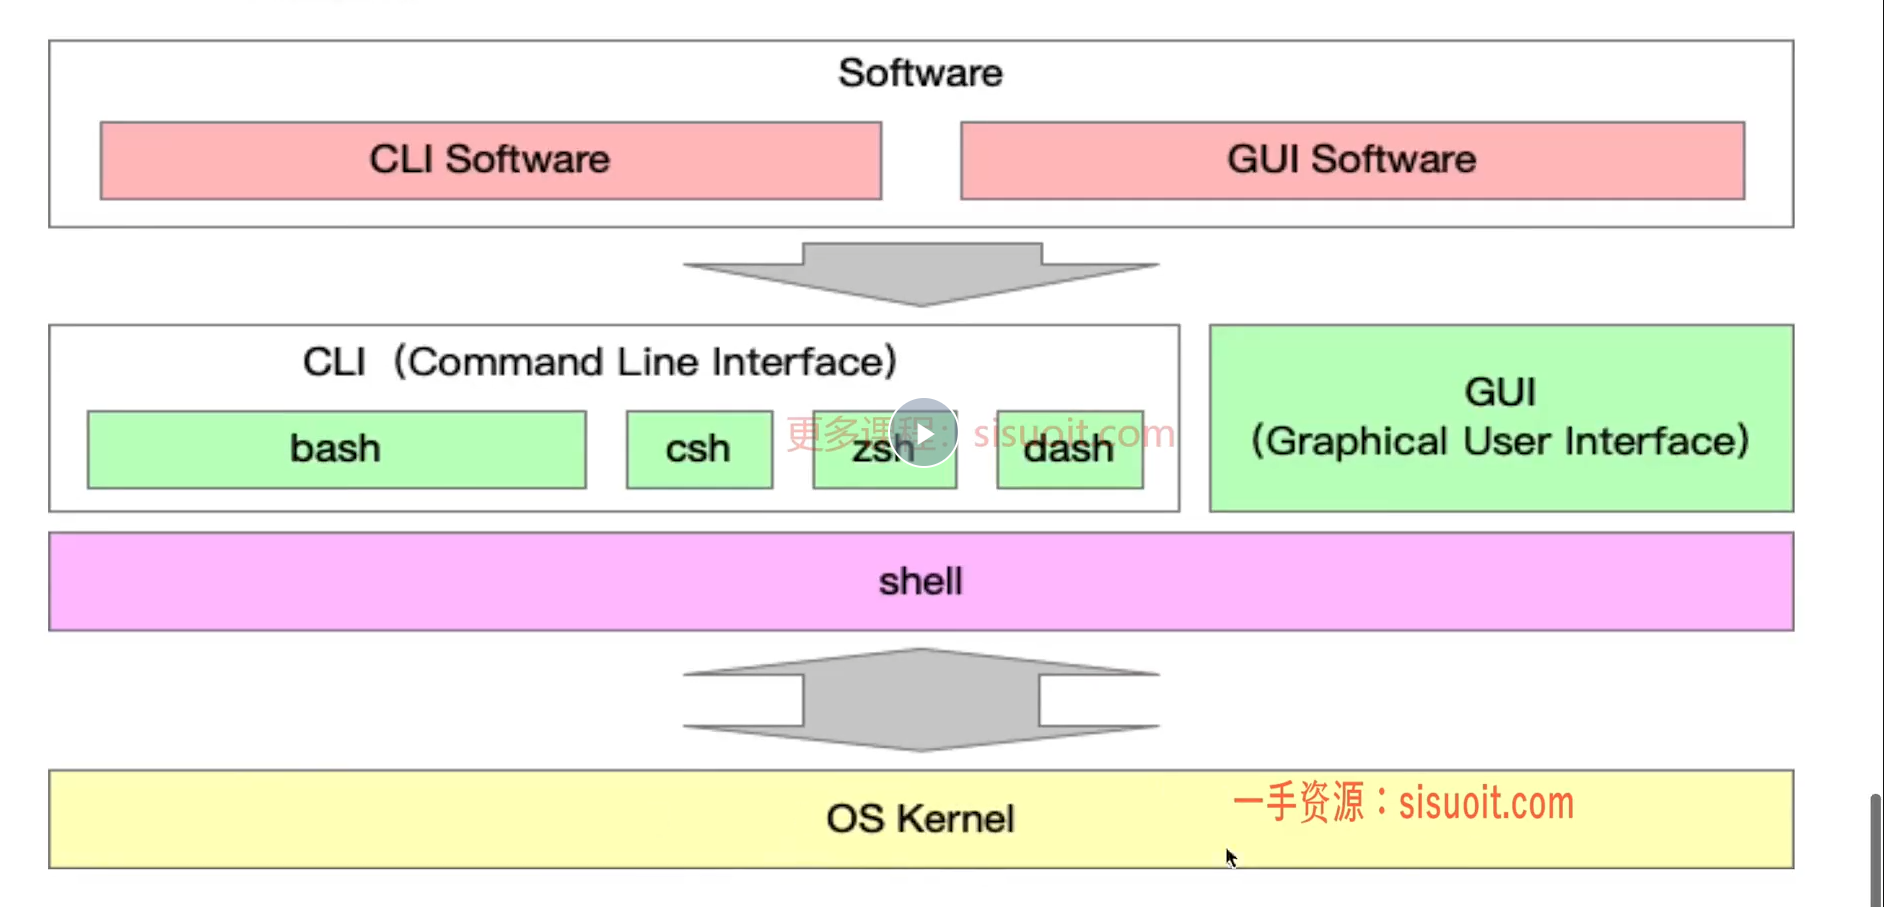 Software
CLI Software
GUI Software
CLI（Command Line Interface）
bash
csh
zsh
dash
更多课程：sisuoit.com
GUI
（Graphical User Interface）
shell
OS Kernel
一手资源：sisuoit.com